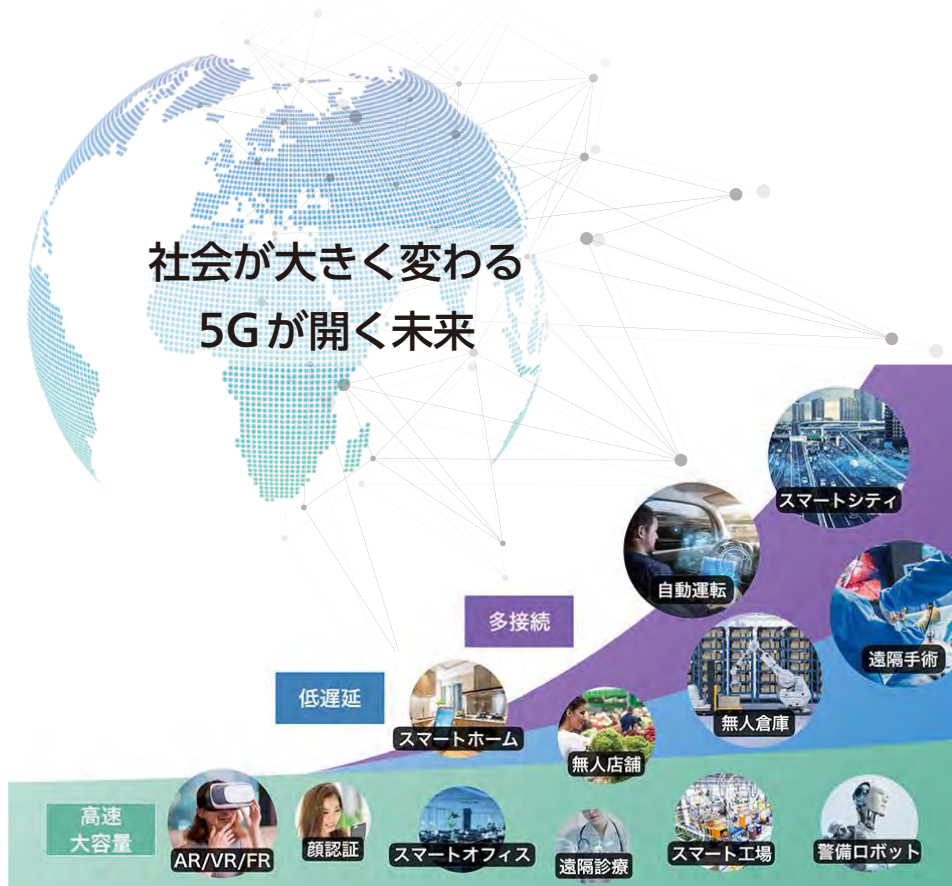 社会が大きく変わる
5Gが開く未来
スマートシティ
自動運転
多接続
遠隔手術
低遅延
スマートホーム
無人倉庫
無人店舗
高速
大容量
AR/VR/FR
顔認証
スマートオフィス
遠隔診療
スマート工場
警備ロボット